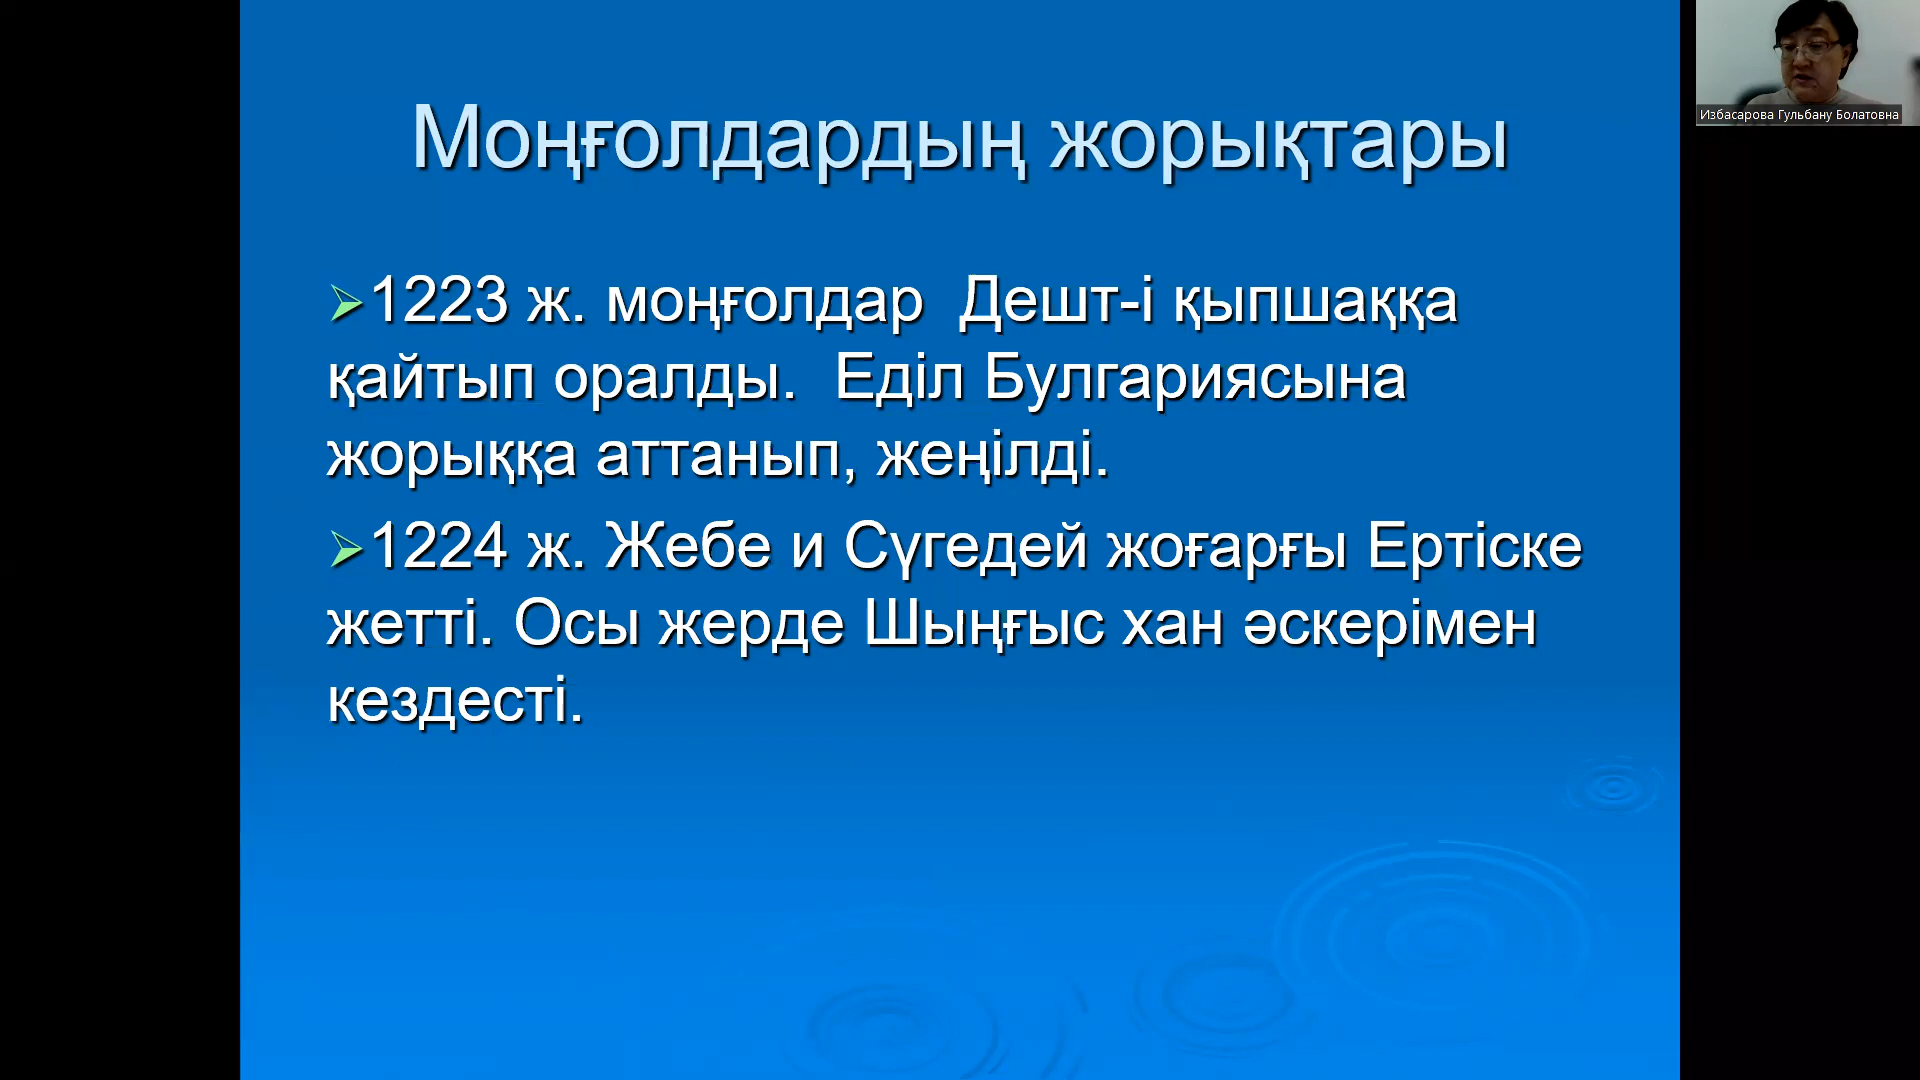 Моңғолдардың жорықтары
1223 ж. моңғолдар  Дешт-і қыпшаққа
қайтып оралды.  Еділ Булгариясына
жорыққа аттанып, жеңілді.
1224 ж. Жебе и Сүгедей жоғарғы Ертіске
жетті. Осы жерде Шыңғыс хан әскерімен
кездесті.
Избасарова Гульбану Болатовна